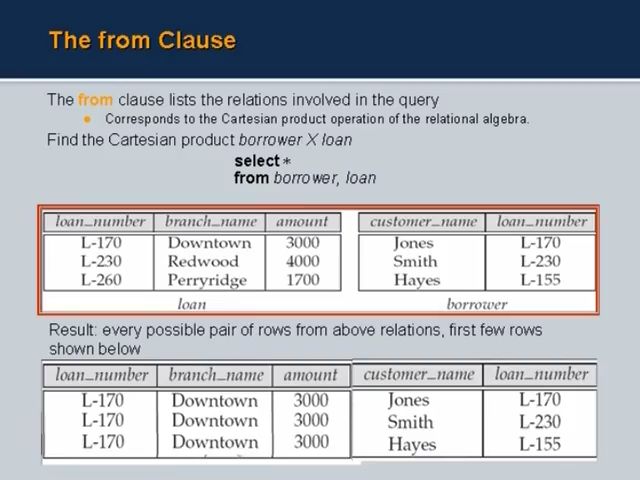 The from Clause
The from clause lists the relations involved in the query
Corresponds to the Cartesian product operation of the relational algebra.
Find the Cartesian product borrower X loan
select *
from borrower, loan
loan_number branch_name amount customer_name loan_number
L-170 Downtown 3000 Jones L-170
L-230 Redwood 4000 Smith L-230
L-260 Perryridge 1700 Hayes L-155
loan borrower
Result: every possible pair of rows from above relations, first few rows
shown below
loan_number branch_name amount customer_name loan_number
L-170 Downtown 3000 Jones L-170
L-170 Downtown 3000 Smith L-230
L-170 Downtown 3000 Hayes L-155